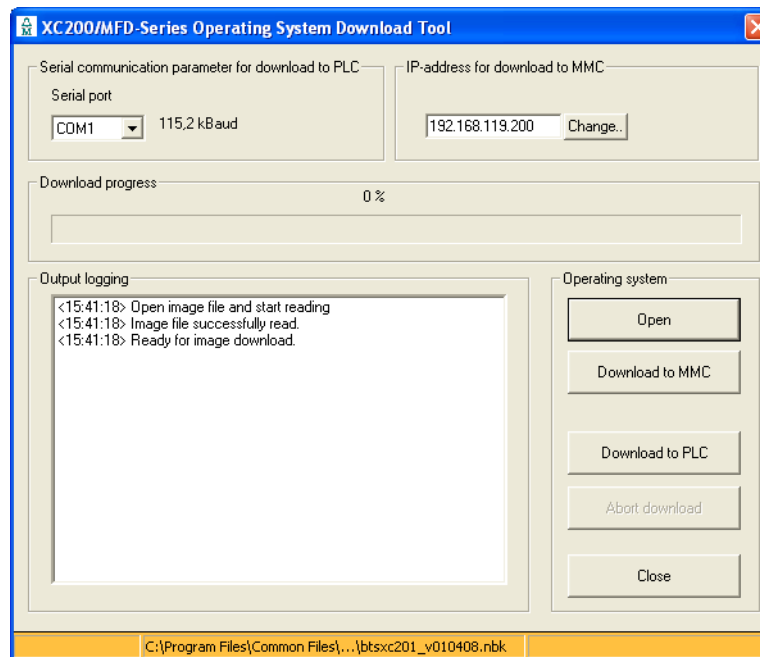 XC200/MFD-Series Operating System Download Tool
Serial communication parameter for download to PLC
Serial port
COM1 115,2 kBaud
IP-address for download to MMC
192.168.119.200 Change..
Download progress
0 %
Output logging
<15:41:18> Open image file and start reading
<15:41:18> Image file successfully read.
<15:41:18> Ready for image download.
Operating system
Open
Download to MMC
Download to PLC
Abort download
Close
C:\Program Files\Common Files\...\btsxc201_v010408.nbk